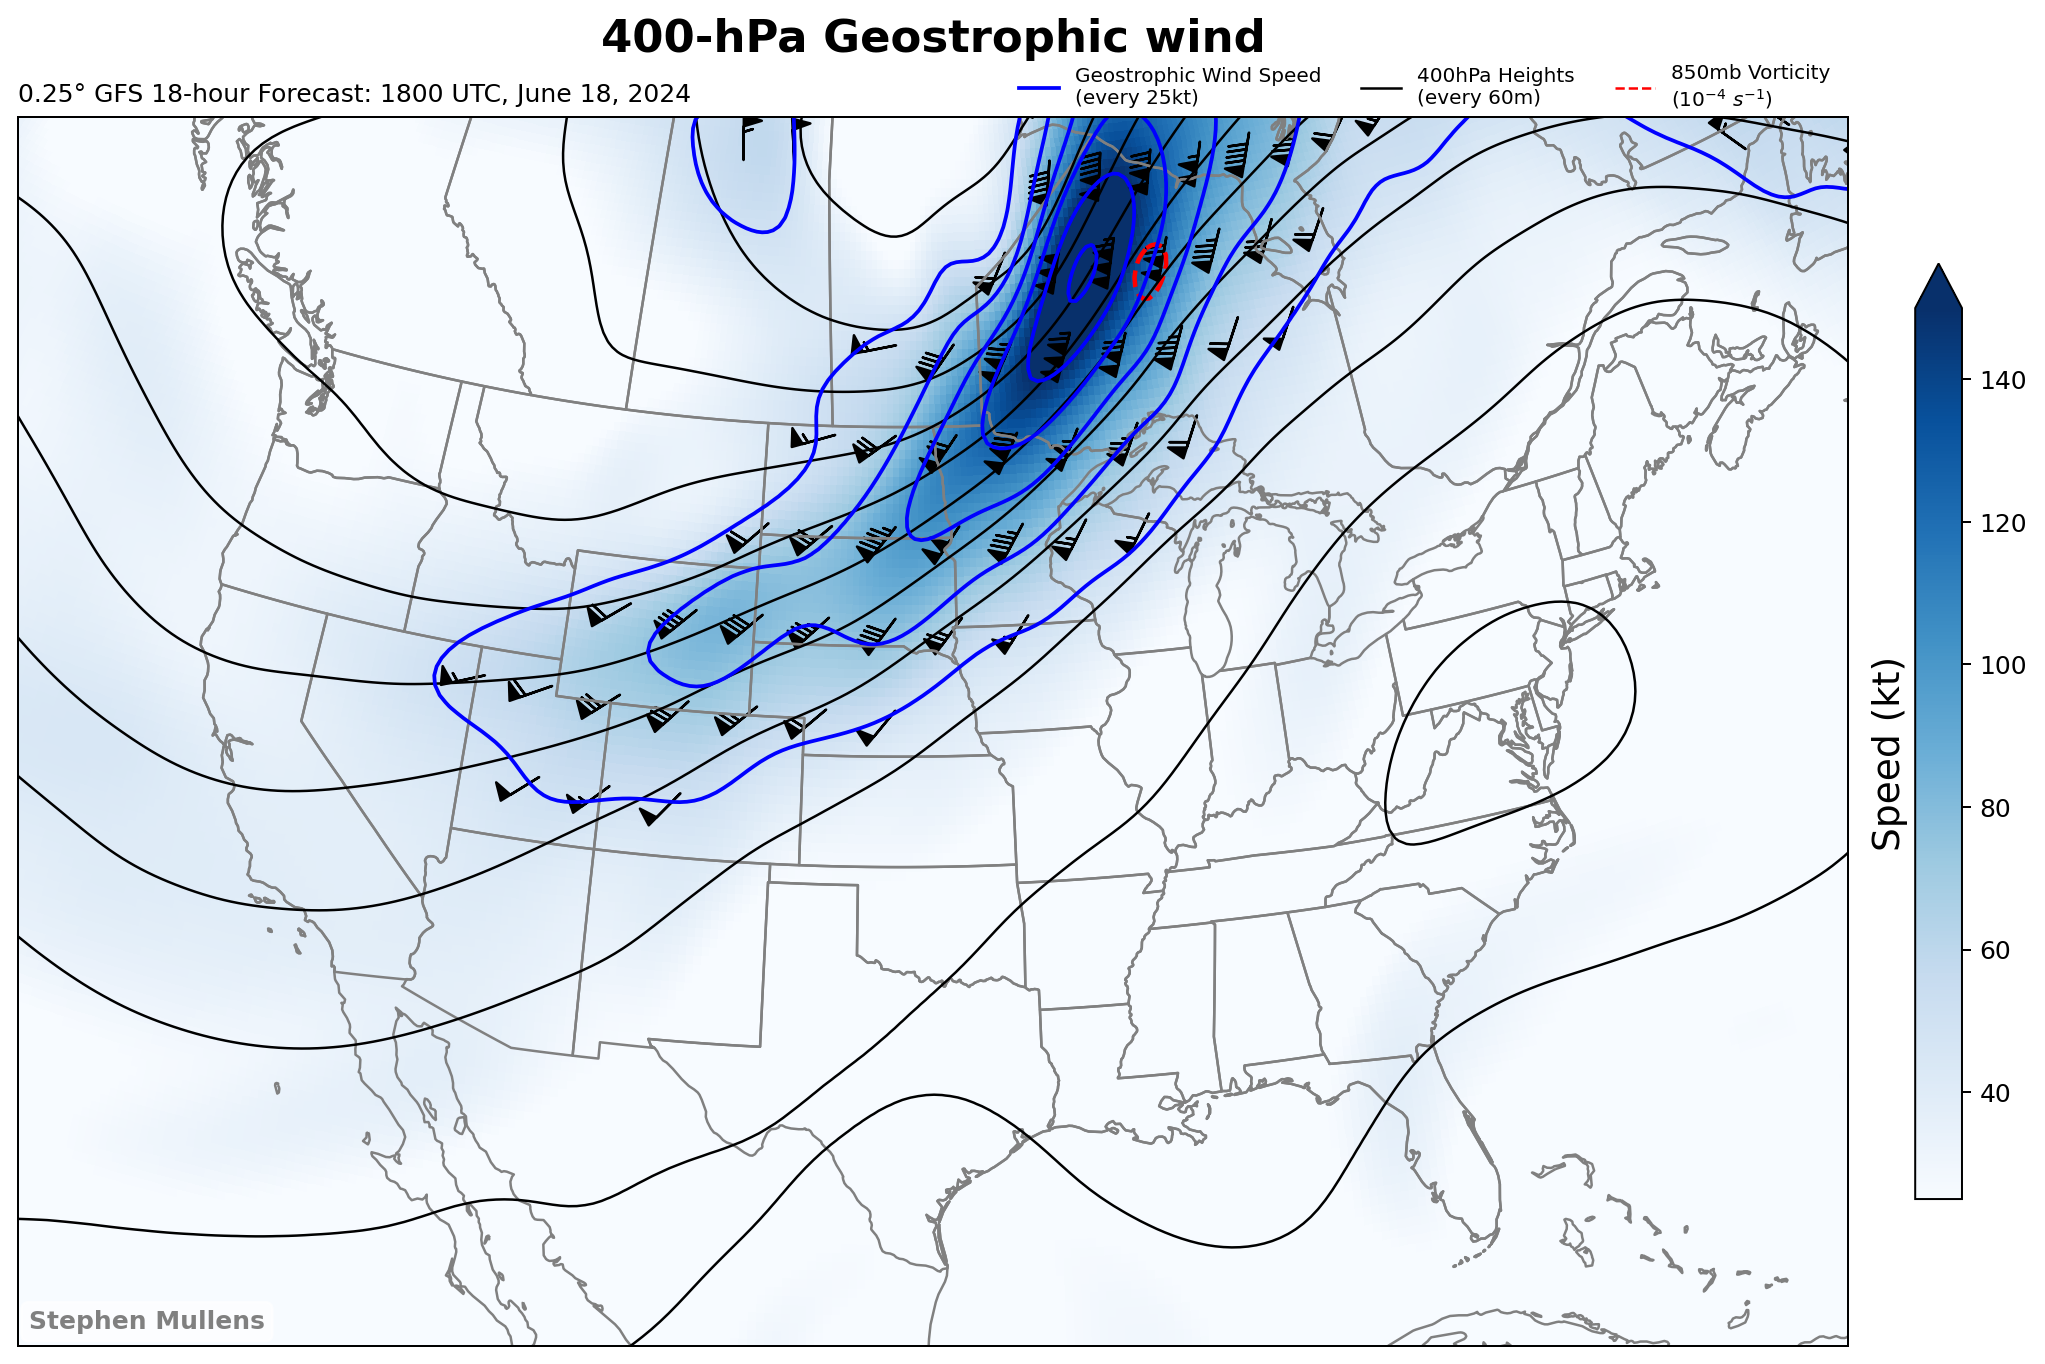 400-hPa Geostrophic wind
0.25° GFS 18-hour Forecast: 1800 UTC, June 18, 2024
Geostrophic Wind Speed
(every 25kt)
400hPa Heights
(every 60m)
850mb Vorticity
(10⁻⁴ s⁻¹)
140
120
100
80
60
40
Speed (kt)
Stephen Mullens